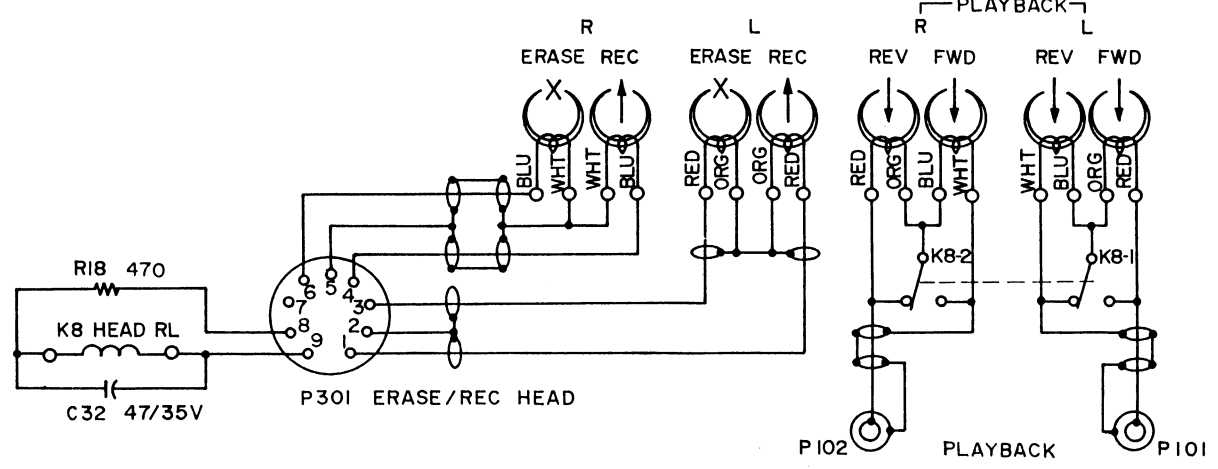 PLAYBACK
R L R L
ERASE REC ERASE REC REV FWD REV FWD
BLU WHT WHT BLU RED ORG ORG RED RED ORG BLU WHT WHT BLU ORG RED
K8-2 K8-1
R18 470
6 5 4
7 3
K8 HEAD RL 8 2
9 1
C32 47/35V
P301 ERASE/REC HEAD
P102 PLAYBACK P101